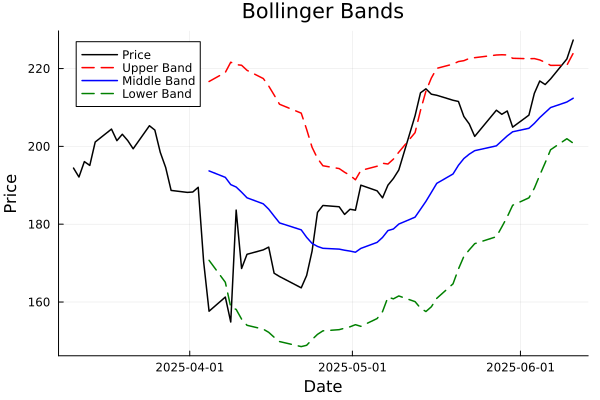 Bollinger Bands
Price
Upper Band
Middle Band
Lower Band
Price
220
200
180
160
2025-04-01
2025-05-01
2025-06-01
Date